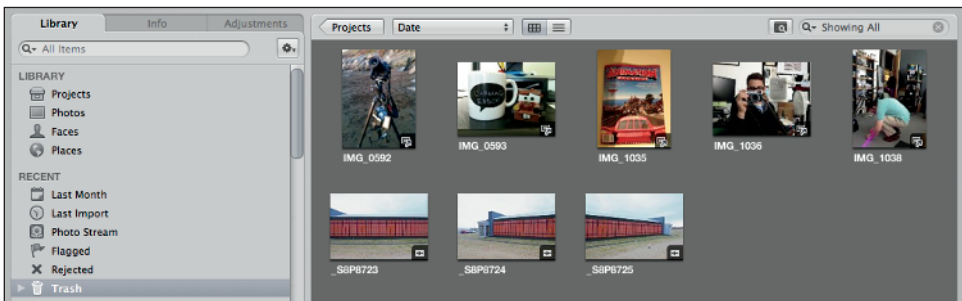 Library Info Adjustments
All Items
LIBRARY
Projects
Photos
Faces
Places
RECENT
Last Month
Last Import
Photo Stream
Flagged
Rejected
Trash
Projects Date Showing All
IMG_0592 IMG_0593 IMG_1035 IMG_1036 IMG_1038
_S8P8723 _S8P8724 _S8P8725